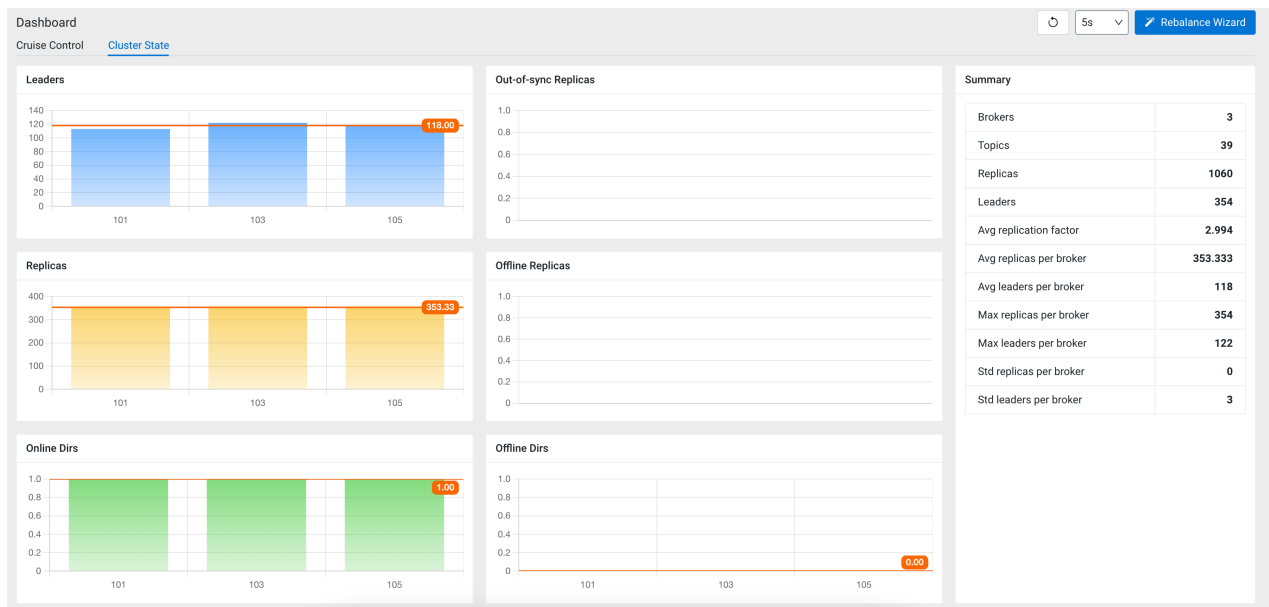 Dashboard
5s
Rebalance Wizard
Cruise Control
Cluster State
Leaders
140
120
100
80
60
40
20
0
118.00
101
103
105
Out-of-sync Replicas
1.0
0.8
0.6
0.4
0.2
0
Summary
Brokers 3
Topics 39
Replicas 1060
Leaders 354
Avg replication factor 2.994
Avg replicas per broker 353.333
Avg leaders per broker 118
Max replicas per broker 354
Max leaders per broker 122
Std replicas per broker 0
Std leaders per broker 3
Replicas
400
300
200
100
0
353.33
101
103
105
Offline Replicas
1.0
0.8
0.6
0.4
0.2
0
Online Dirs
1.0
0.8
0.6
0.4
0.2
0
1.00
101
103
105
Offline Dirs
1.0
0.8
0.6
0.4
0.2
0
0.00
101
103
105